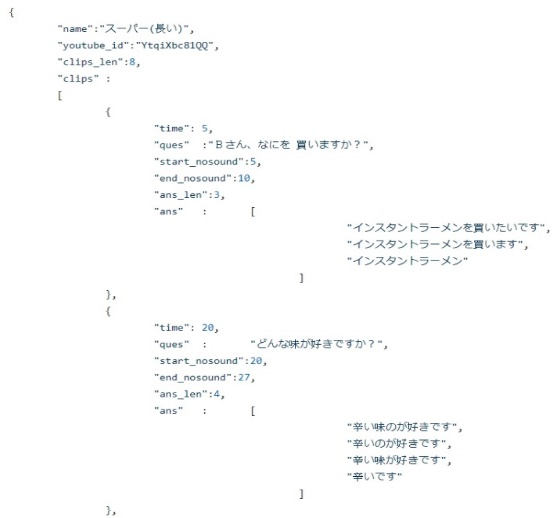 {
"name":"スーパー(長い)",
"youtube_id":"YtqiXbc81QQ",
"clips_len":8,
"clips" :
[
{
"time": 5,
"ques" :"Ｂさん、なにを 買いますか？",
"start_nosound":5,
"end_nosound":10,
"ans_len":3,
"ans" : [
"インスタントラーメンを買いたいです",
"インスタントラーメンを買います",
"インスタントラーメン"
]
},
{
"time": 20,
"ques" : "どんな味が好きですか？",
"start_nosound":20,
"end_nosound":27,
"ans_len":4,
"ans" : [
"辛い味のが好きです",
"辛いのが好きです",
"辛い味が好きです",
"辛いです"
]
},